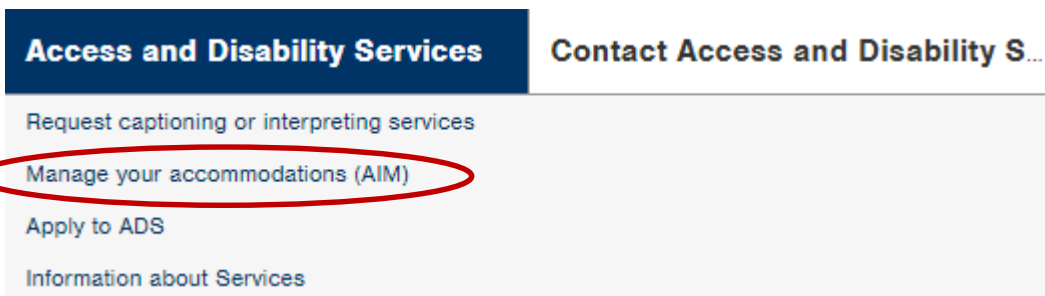 Access and Disability Services
Contact Access and Disability S...
Request captioning or interpreting services
Manage your accommodations (AIM)
Apply to ADS
Information about Services